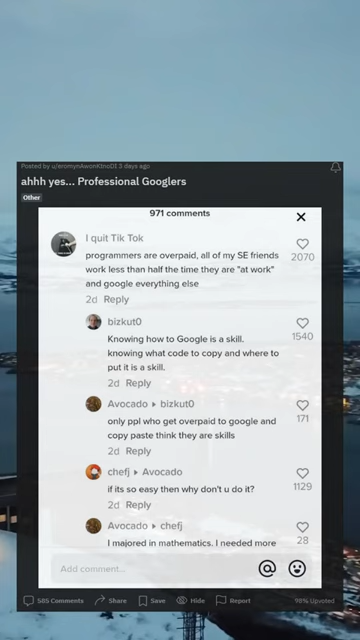 Posted by u/eromynAwonKtnoDI 3 days ago
ahhh yes... Professional Googlers
Other
971 comments
I quit Tik Tok
programmers are overpaid, all of my SE friends
work less than half the time they are "at work"
and google everything else
2070
2d Reply
bizkut0
Knowing how to Google is a skill.
knowing what code to copy and where to
put it is a skill.
1540
2d Reply
Avocado ▸ bizkut0
only ppl who get overpaid to google and
copy paste think they are skills
171
2d Reply
chefj ▸ Avocado
if its so easy then why don't u do it?
1129
2d Reply
Avocado ▸ chefj
I majored in mathematics. I needed more
28
Add comment...
585 Comments Share Save Hide Report 98% Upvoted